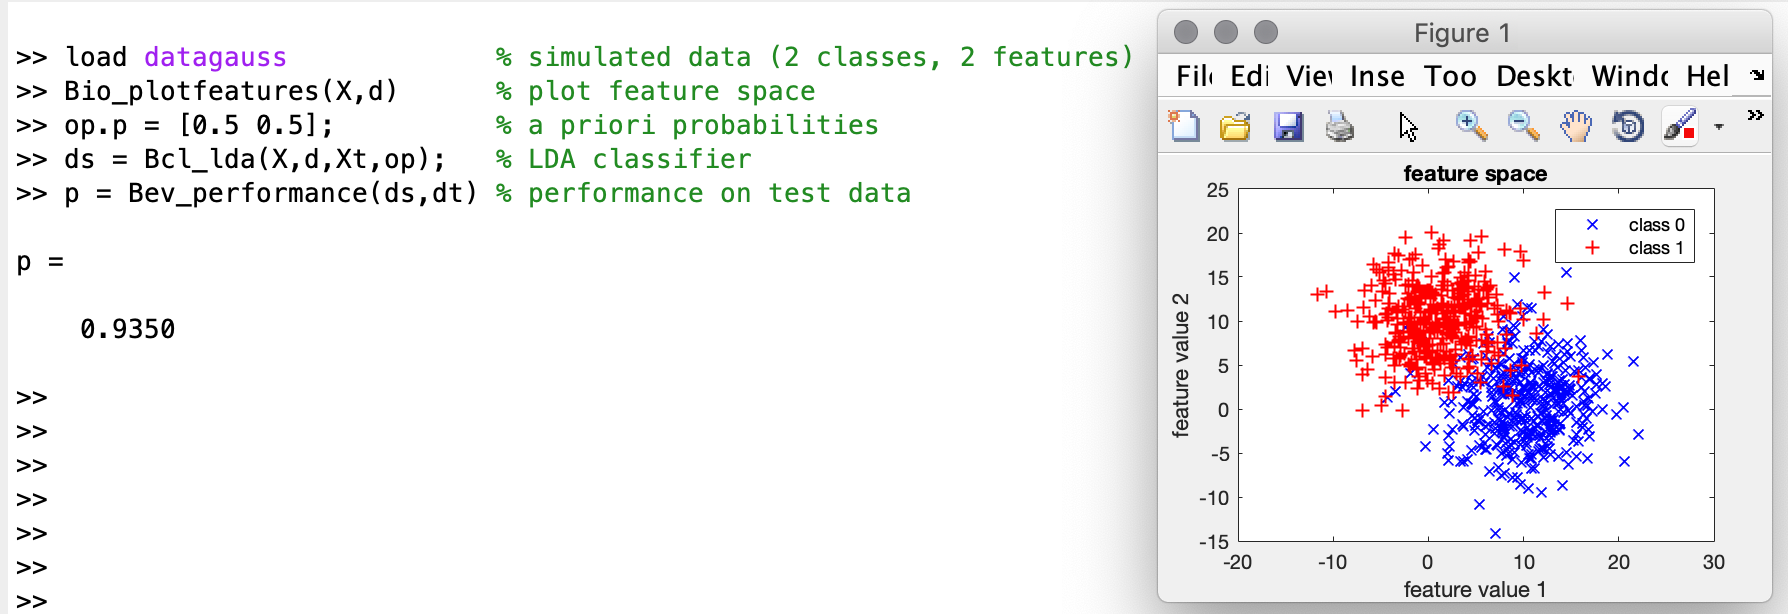 >> load datagauss % simulated data (2 classes, 2 features)
>> Bio_plotfeatures(X,d) % plot feature space
>> op.p = [0.5 0.5]; % a priori probabilities
>> ds = Bcl_lda(X,d,Xt,op); % LDA classifier
>> p = Bev_performance(ds,dt) % performance on test data
p =
0.9350
>>
>>
>>
>>
>>
>>
>>
Figure 1
Fil Edi Viev Inse Too Deskt Windo Hel
feature space
class 0
class 1
feature value 2
25
20
15
10
5
0
-5
-10
-15
-20 -10 0 10 20 30
feature value 1